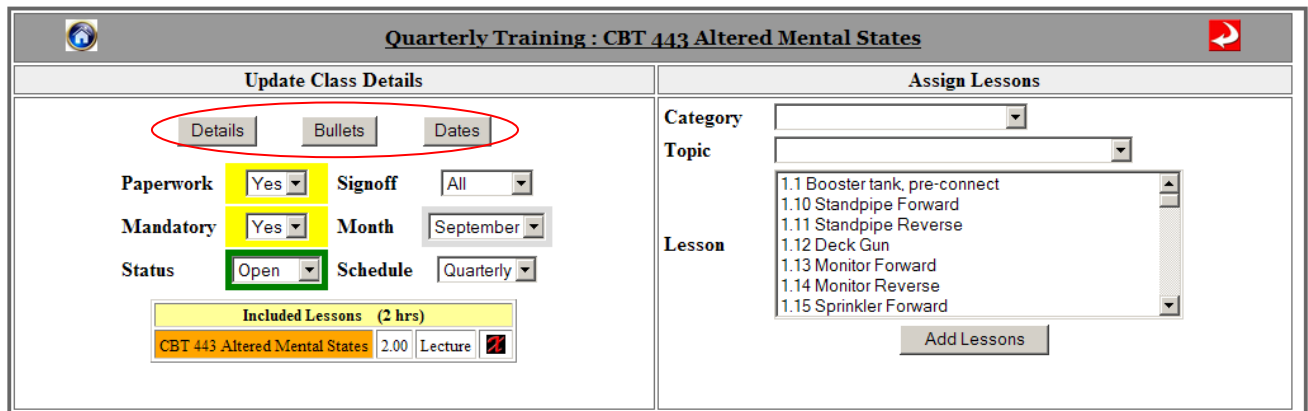 Quarterly Training : CBT 443 Altered Mental States
Update Class Details
Details Bullets Dates
Paperwork Yes Signoff All
Mandatory Yes Month September
Status Open Schedule Quarterly
Included Lessons (2 hrs)
CBT 443 Altered Mental States 2.00 Lecture
Assign Lessons
Category
Topic
Lesson
1.1 Booster tank, pre-connect
1.10 Standpipe Forward
1.11 Standpipe Reverse
1.12 Deck Gun
1.13 Monitor Forward
1.14 Monitor Reverse
1.15 Sprinkler Forward
Add Lessons